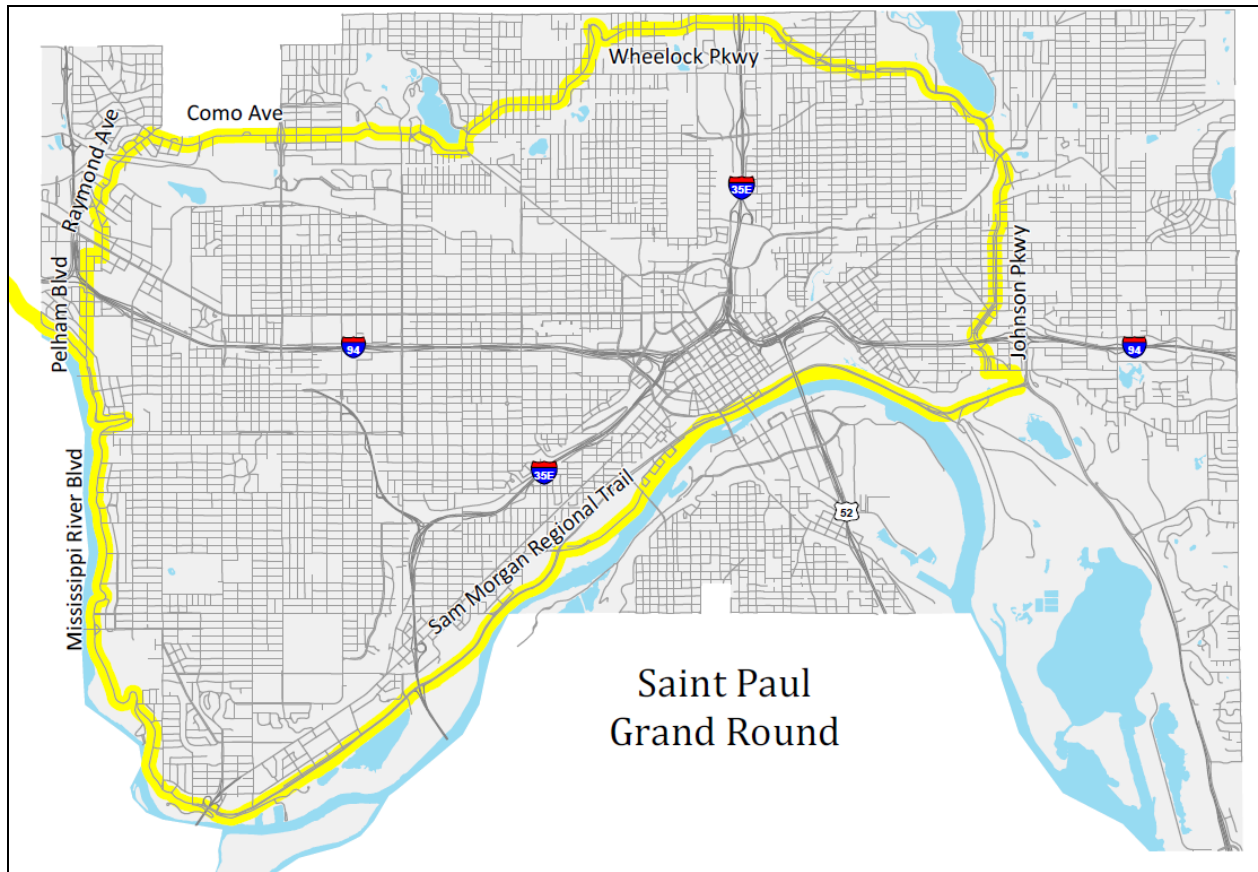 Wheelock Pkwy
Como Ave
Raymond Ave
35E
Pelham Blvd
Johnson Pkwy
94
94
Mississippi River Blvd
35E
Sam Morgan Regional Trail
52
Saint Paul
Grand Round